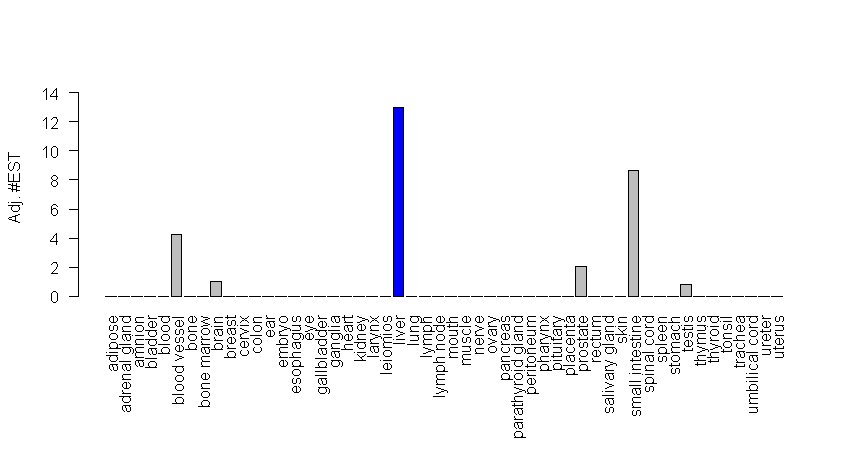 14
12
10
8
6
4
2
0
Adj. #EST
adipose
adrenal gland
amnion
bladder
blood
blood vessel
bone
bone marrow
brain
breast
cervix
colon
ear
embryo
esophagus
eye
gallbladder
ganglia
heart
kidney
larynx
leiomios
liver
lung
lymph
lymph node
mouth
muscle
nerve
ovary
pancreas
parathyroid gland
peritoneum
pharynx
pituitary
placenta
prostate
rectum
salivary gland
skin
small intestine
spinal cord
spleen
stomach
testis
thymus
thyroid
tonsil
trachea
umbilical cord
ureter
uterus